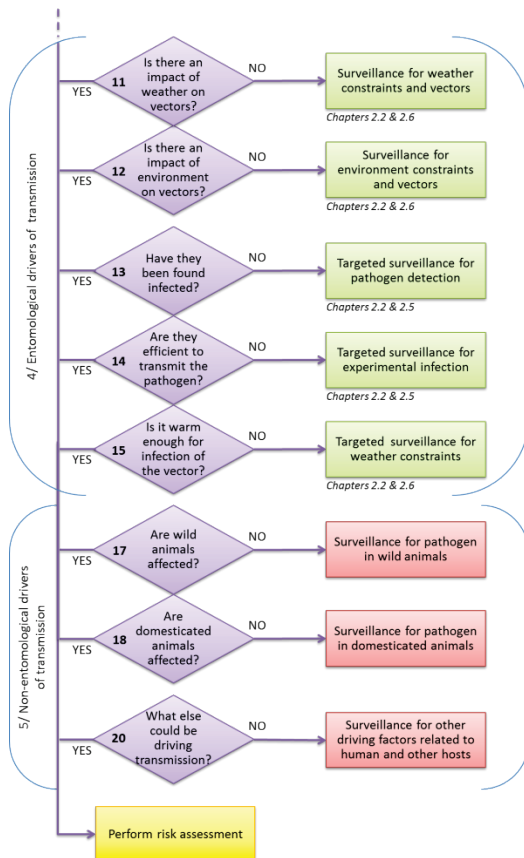 Is there an
impact of
11 weather on
vectors?
YES
NO
Surveillance for weather
constraints and vectors
Chapters 2.2 & 2.6
Is there an
impact of
12 environment
on vectors?
YES
NO
Surveillance for
environment constraints
and vectors
Chapters 2.2 & 2.6
Have they
13 been found
infected?
YES
NO
Targeted surveillance for
pathogen detection
Chapters 2.2 & 2.5
Are they
efficient to
14 transmit the
pathogen?
YES
NO
Targeted surveillance for
experimental infection
Chapters 2.2 & 2.5
Is it warm
15 enough for
infection of
the vector?
YES
NO
Targeted surveillance for
weather constraints
Chapters 2.2 & 2.6
4/ Entomological drivers of transmission
17 Are wild
animals
affected?
YES
NO
Surveillance for pathogen
in wild animals
Are
18 domesticated
animals
affected?
YES
NO
Surveillance for pathogen
in domesticated animals
What else
could be
20 driving
transmission?
YES
NO
Surveillance for other
driving factors related to
human and other hosts
5/ Non-entomological drivers
of transmission
Perform risk assessment